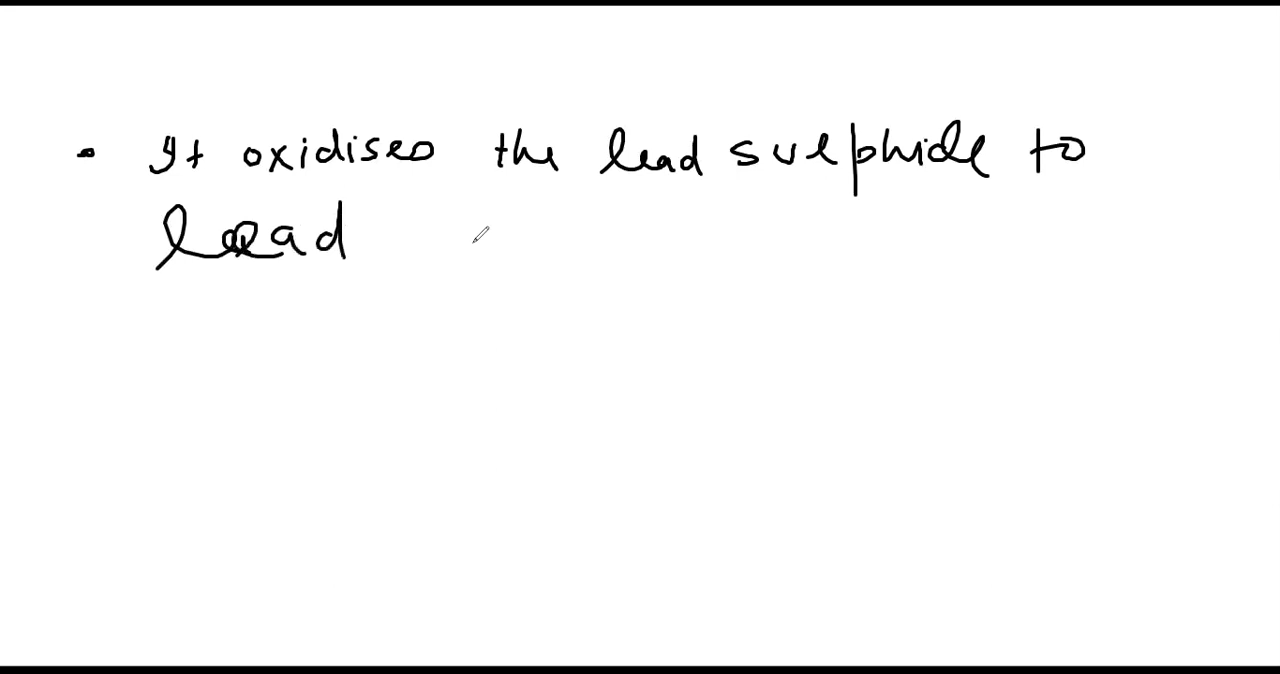 • It oxidises the lead sulphide to
lead